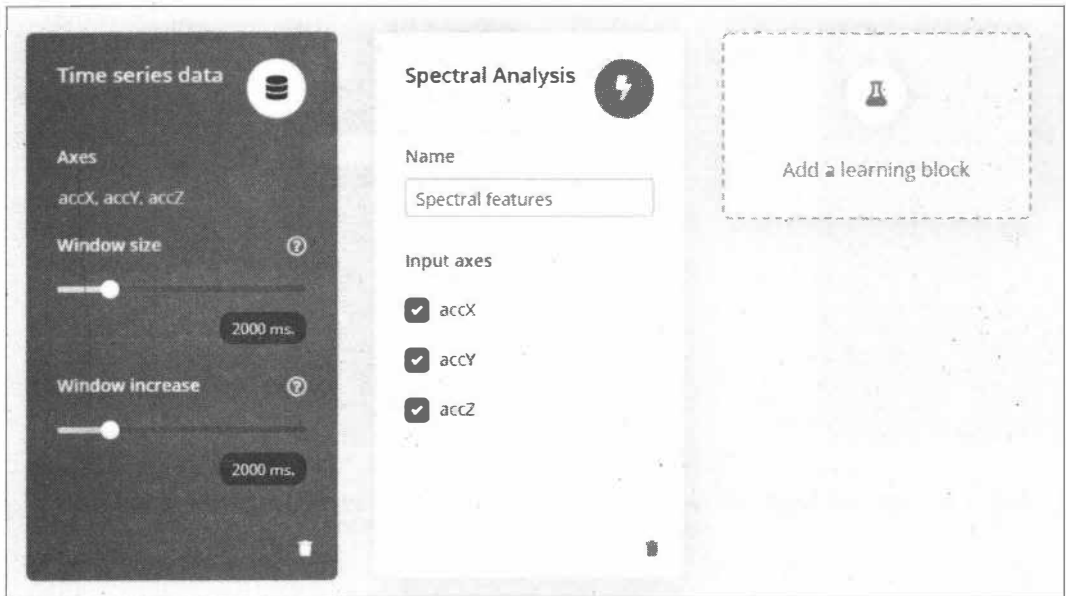 Time series data
Axes
accX, accY, accZ
Window size
2000 ms.
Window increase
2000 ms.
Spectral Analysis
Name
Spectral features
Input axes
accX
accY
accZ
Add a learning block